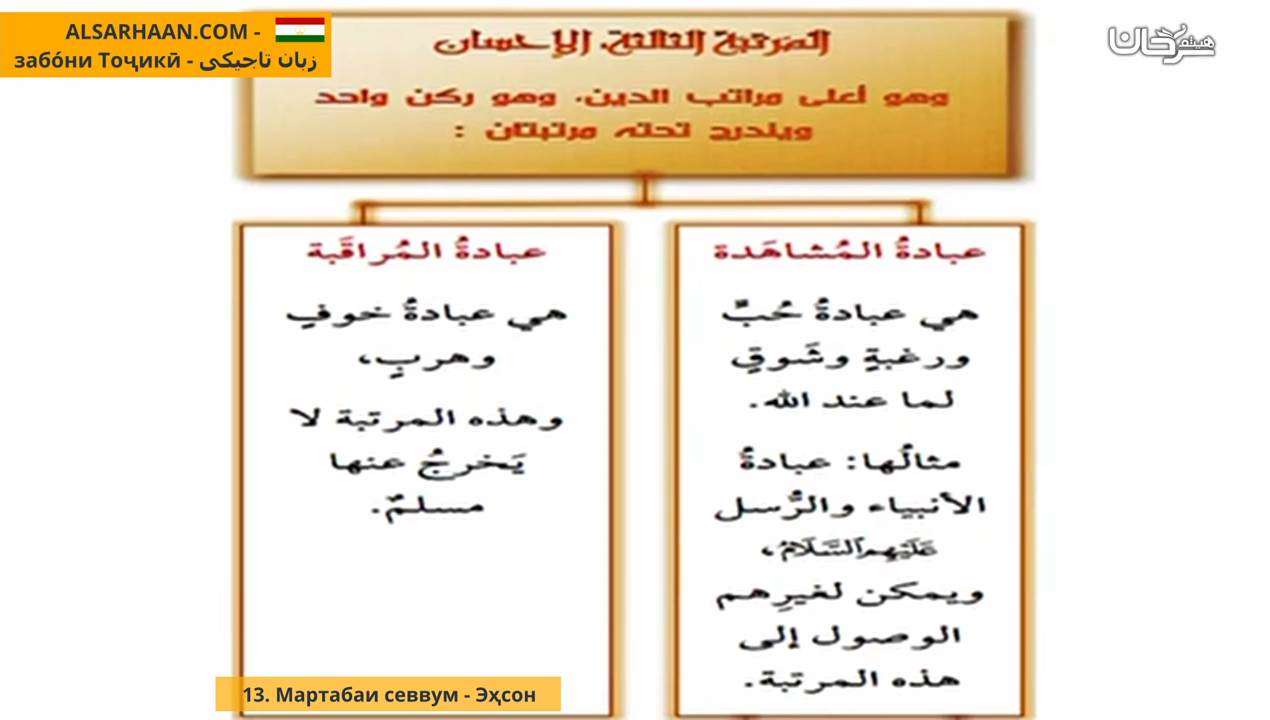 ALSARHAAN.COM -
забо́ни Тоҷикӣ - زبان تاجیکی
هيثم سرحان
المرتبة الثالثة. الإحسان
وهو أعلى مراتب الدين. وهو ركن واحد
ويندرج تحته مرتبتان :
عبادةُ المُشاهَدة
هي عبادةُ حُبٍّ
ورغبةٍ وشَوقٍ
لما عند الله.
مثالُها: عبادةُ
الأنبياء والرُّسل
عَلَيْهِمُ السَّلَامُ،
ويمكن لغيرِهم
الوصول إلى
هذه المرتبة.
عبادةُ المُراقَبة
هي عبادةُ خوفٍ
وهربٍ،
وهذه المرتبة لا
يَخرجُ عنها
مسلمٌ.
13. Мартабаи севвум - Эҳсон